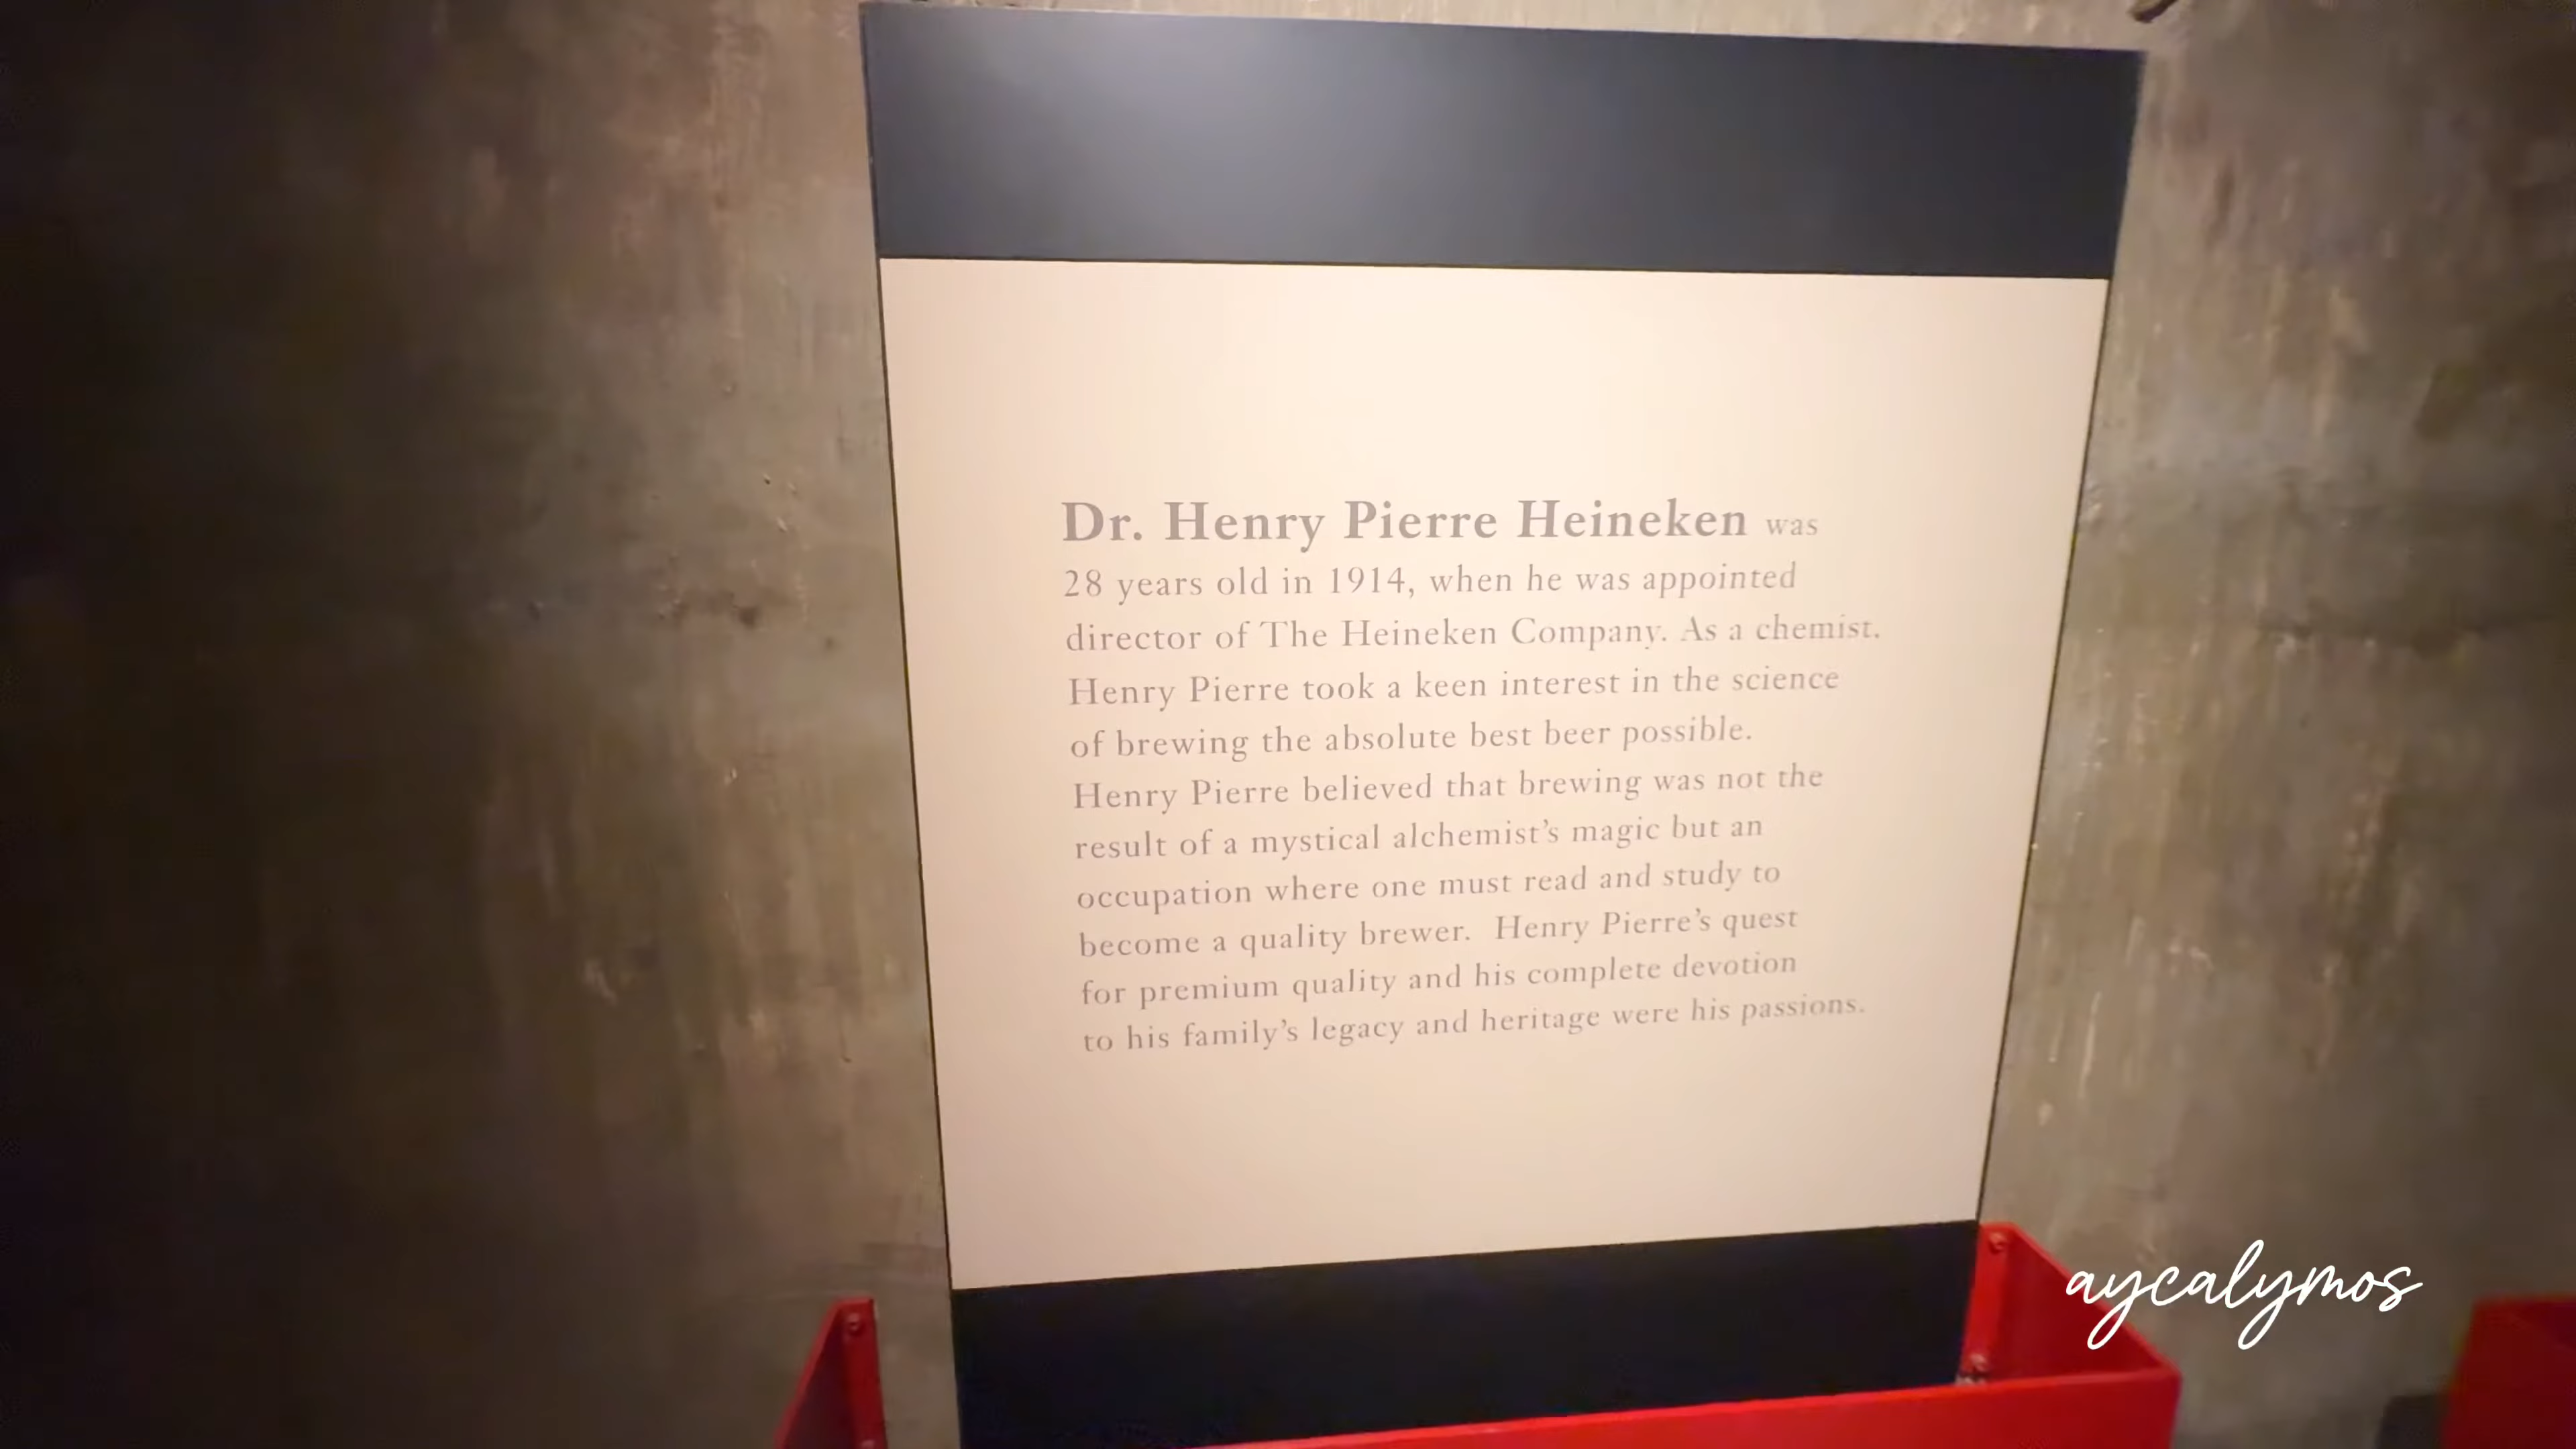 Dr. Henry Pierre Heineken was
28 years old in 1914, when he was appointed
director of The Heineken Company. As a chemist.
Henry Pierre took a keen interest in the science
of brewing the absolute best beer possible.
Henry Pierre believed that brewing was not the
result of a mystical alchemist's magic but an
occupation where one must read and study to
become a quality brewer. Henry Pierre's quest
for premium quality and his complete devotion
to his family's legacy and heritage were his passions.
aycalymos